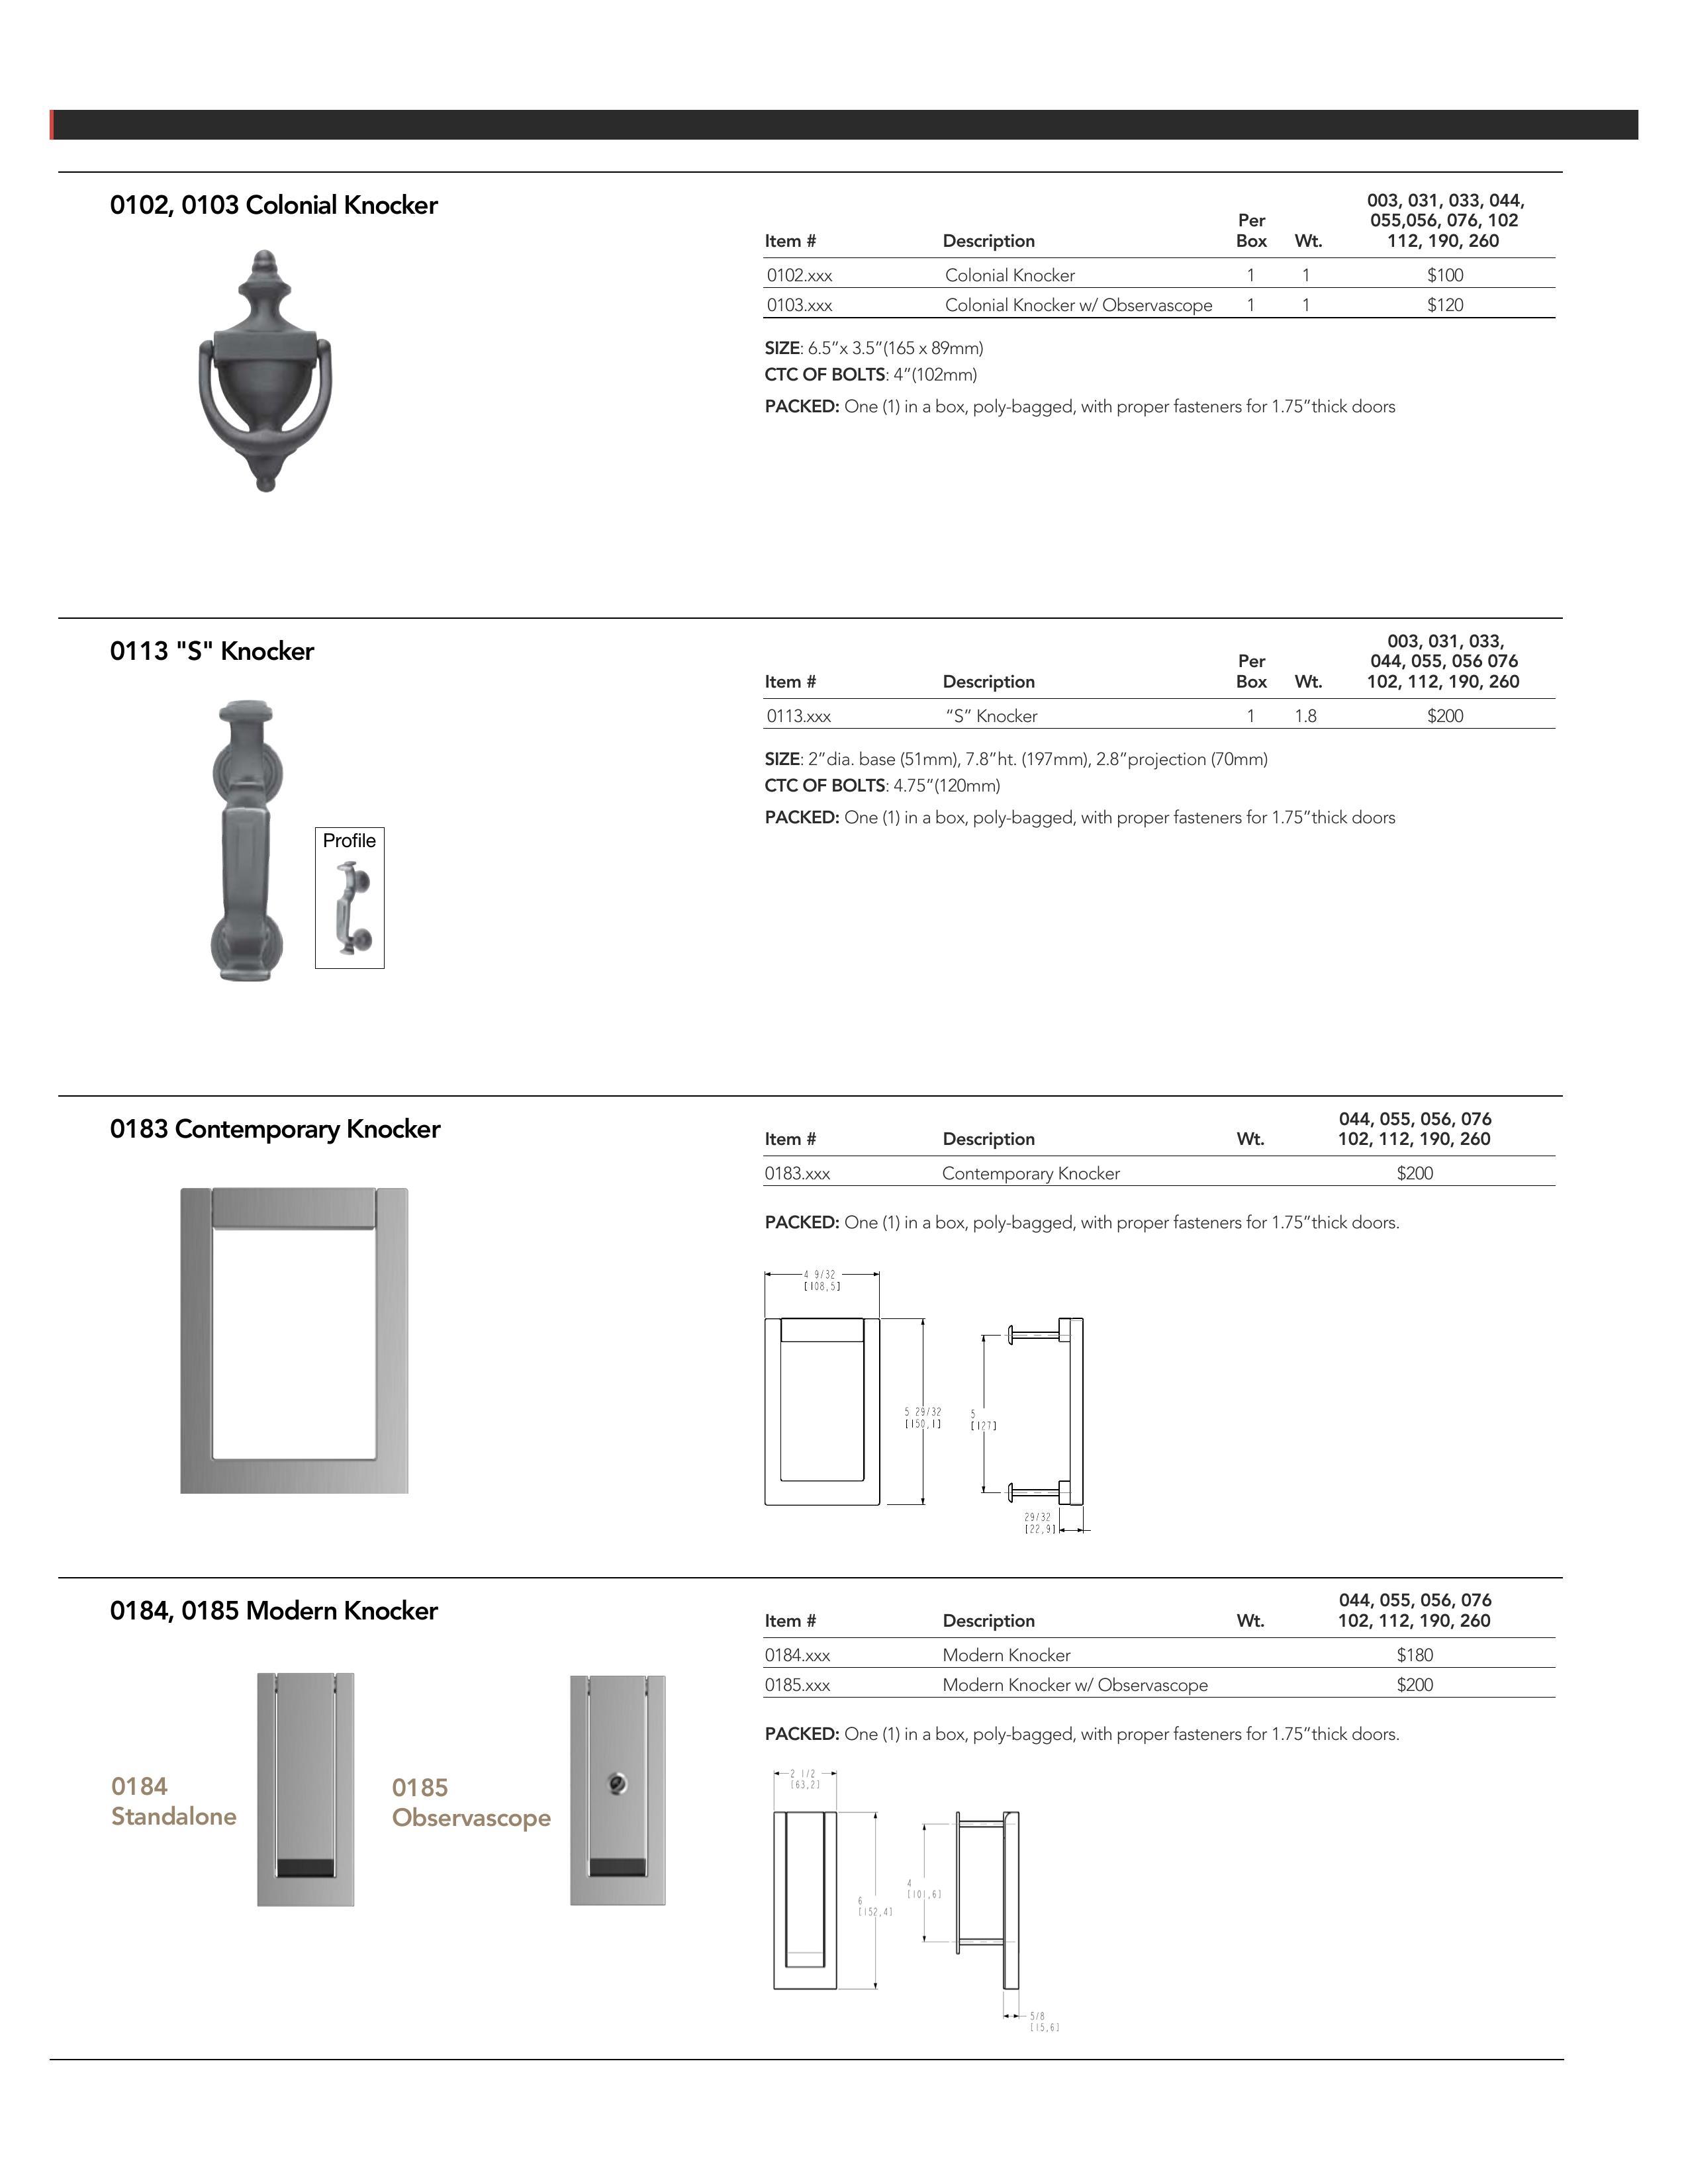 0102, 0103 Colonial Knocker
003, 031, 033, 044,
Per 055,056, 076, 102
Item # Description Box Wt. 112, 190, 260
0102.xxx Colonial Knocker 1 1 $100
0103.xxx Colonial Knocker w/ Observascope 1 1 $120
SIZE: 6.5”x 3.5”(165 x 89mm)
CTC OF BOLTS: 4”(102mm)
PACKED: One (1) in a box, poly-bagged, with proper fasteners for 1.75”thick doors
0113 "S" Knocker
003, 031, 033,
Per 044, 055, 056 076
Item # Description Box Wt. 102, 112, 190, 260
0113.xxx “S” Knocker 1 1.8 $200
SIZE: 2”dia. base (51mm), 7.8”ht. (197mm), 2.8”projection (70mm)
CTC OF BOLTS: 4.75”(120mm)
PACKED: One (1) in a box, poly-bagged, with proper fasteners for 1.75”thick doors
Profile
0183 Contemporary Knocker
044, 055, 056, 076
Item # Description Wt. 102, 112, 190, 260
0183.xxx Contemporary Knocker $200
PACKED: One (1) in a box, poly-bagged, with proper fasteners for 1.75”thick doors.
4 9/32
[108,5]
5 29/32
[150,1]
5
[127]
29/32
[22,9]
0184, 0185 Modern Knocker
044, 055, 056, 076
Item # Description Wt. 102, 112, 190, 260
0184.xxx Modern Knocker $180
0185.xxx Modern Knocker w/ Observascope $200
PACKED: One (1) in a box, poly-bagged, with proper fasteners for 1.75”thick doors.
0184
Standalone
0185
Observascope
2 1/2
[63,2]
6
[152,4]
4
[101,6]
5/8
[15,6]